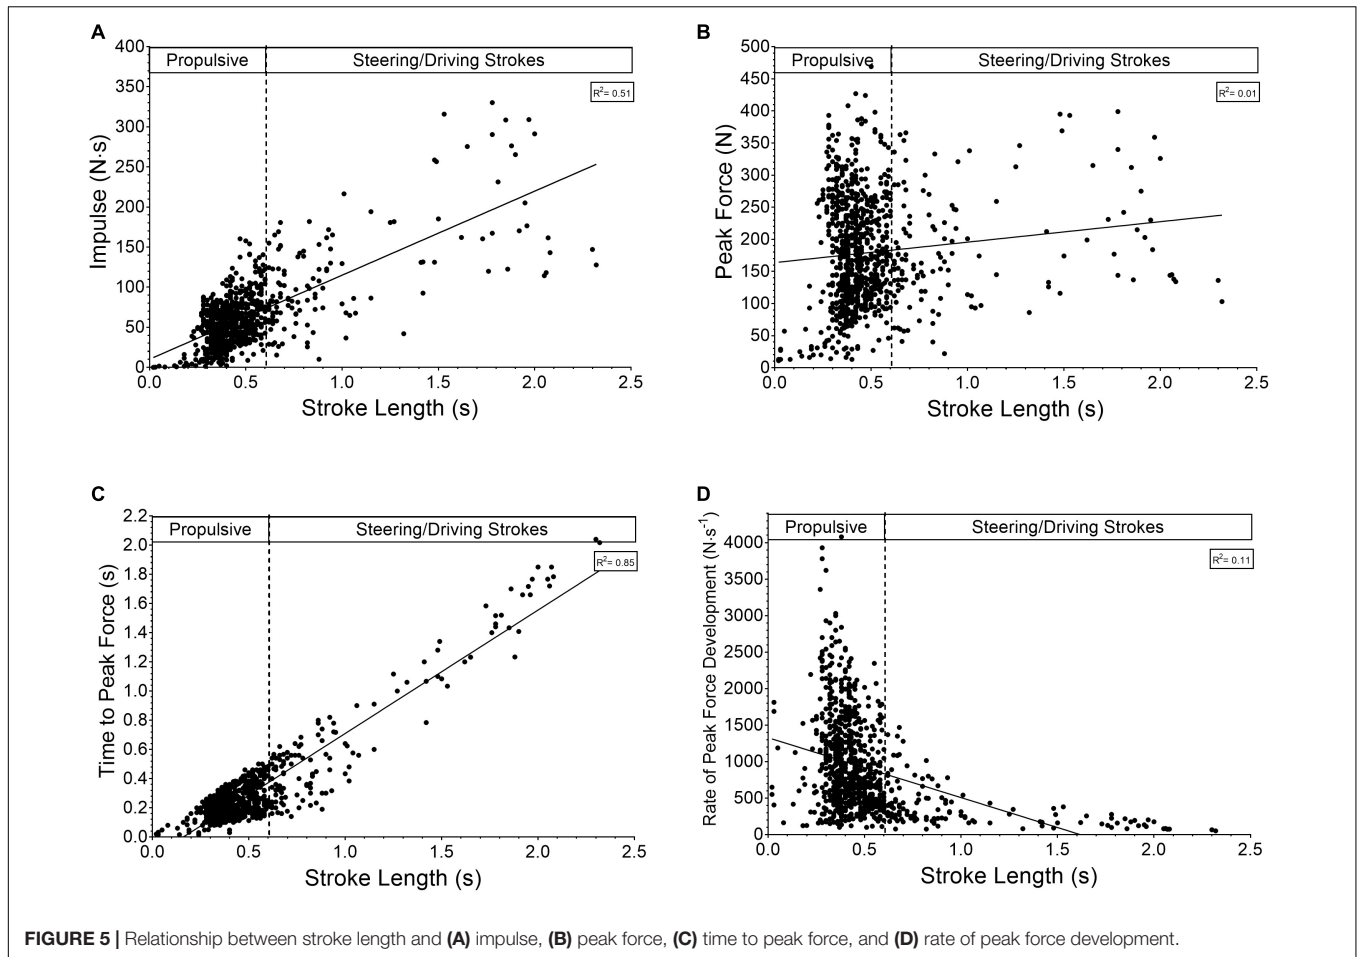 A
400
Propulsive
Steering/Driving Strokes
R²= 0.51
350
300
250
200
150
100
50
0
Impulse (N·s)
0.0 0.5 1.0 1.5 2.0 2.5
Stroke Length (s)
B
500
Propulsive
Steering/Driving Strokes
R²= 0.01
450
400
350
300
250
200
150
100
50
0
Peak Force (N)
0.0 0.5 1.0 1.5 2.0 2.5
Stroke Length (s)
C
2.2
Propulsive
Steering/Driving Strokes
R²= 0.85
2.0
1.8
1.6
1.4
1.2
1.0
0.8
0.6
0.4
0.2
0.0
Time to Peak Force (s)
0.0 0.5 1.0 1.5 2.0 2.5
Stroke Length (s)
D
Propulsive
Steering/Driving Strokes
R²= 0.11
4000
3500
3000
2500
2000
1500
1000
500
0
Rate of Peak Force Development (N·s⁻¹)
0.0 0.5 1.0 1.5 2.0 2.5
Stroke Length (s)
FIGURE 5 | Relationship between stroke length and (A) impulse, (B) peak force, (C) time to peak force, and (D) rate of peak force development.